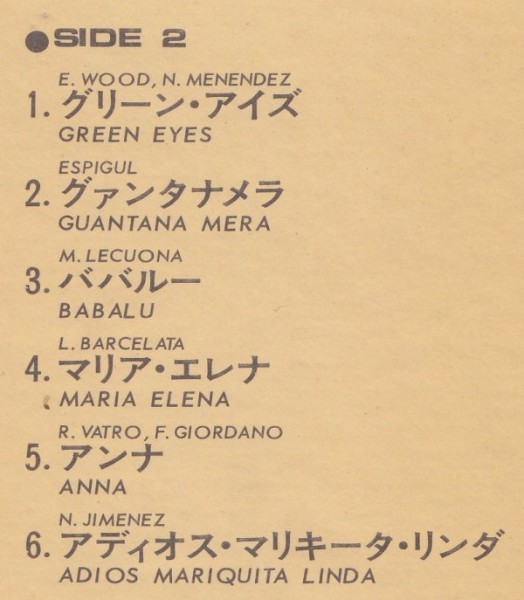 ●SIDE 2
E. WOOD, N. MENENDEZ
1. グリーン・アイズ
GREEN EYES
ESPIGUL
2. グァンタナメラ
GUANTANA MERA
M. LECUONA
3. ババルー
BABALU
L. BARCELATA
4. マリア・エレナ
MARIA ELENA
R. VATRO, F. GIORDANO
5. アンナ
ANNA
N. JIMENEZ
6. アディオス・マリキータ・リンダ
ADIOS MARIQUITA LINDA